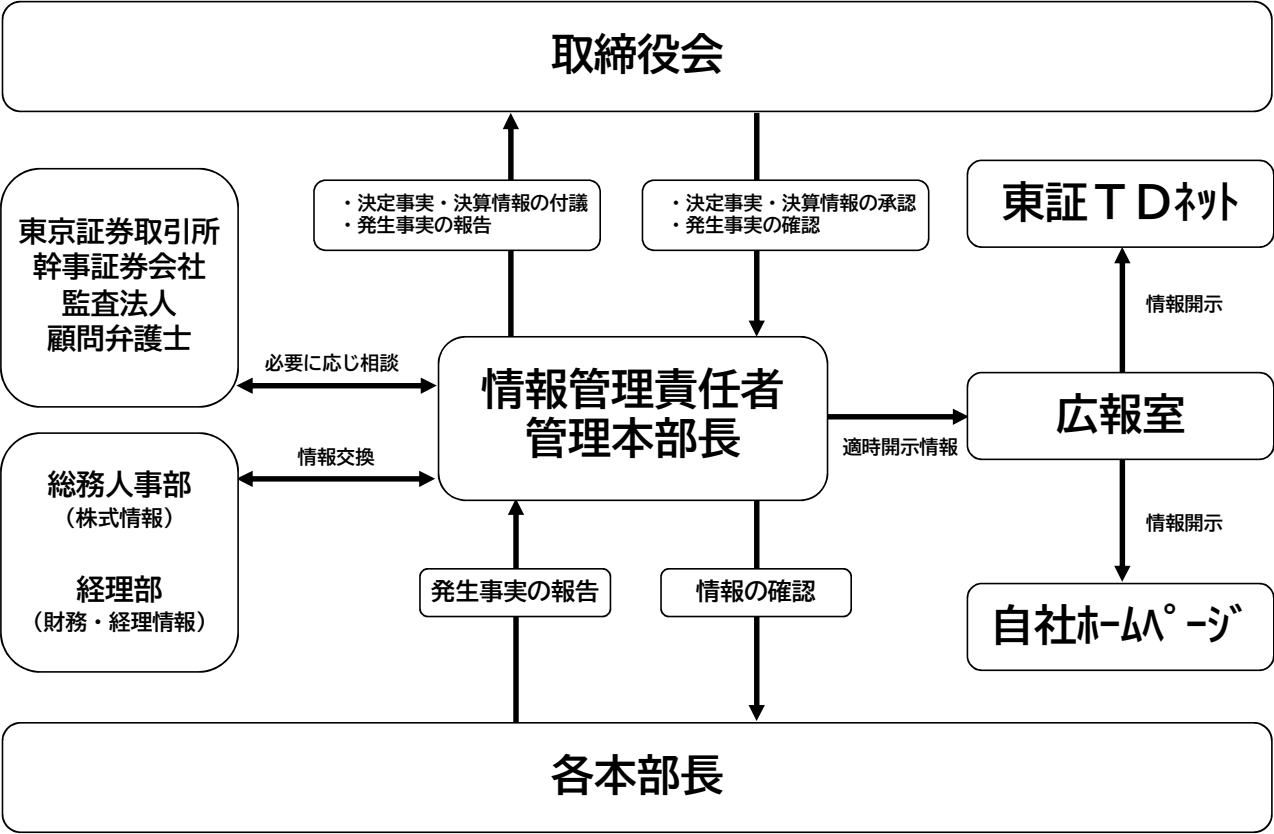 取締役会
・決定事実・決算情報の付議
・発生事実の報告
・決定事実・決算情報の承認
・発生事実の確認
東証ＴＤﾈｯﾄ
東京証券取引所
幹事証券会社
監査法人
顧問弁護士
情報開示
必要に応じ相談
情報管理責任者
管理本部長
広報室
適時開示情報
情報交換
総務人事部
（株式情報）
経理部
（財務・経理情報）
情報開示
発生事実の報告
情報の確認
自社ﾎｰﾑﾍﾟｰｼﾞ
各本部長